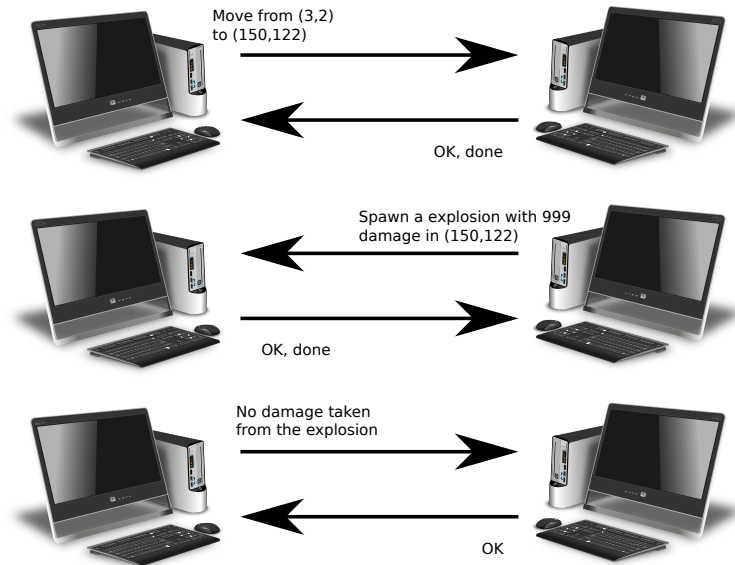 Move from (3,2)
to (150,122)
OK, done
Spawn a explosion with 999
damage in (150,122)
OK, done
No damage taken
from the explosion
OK